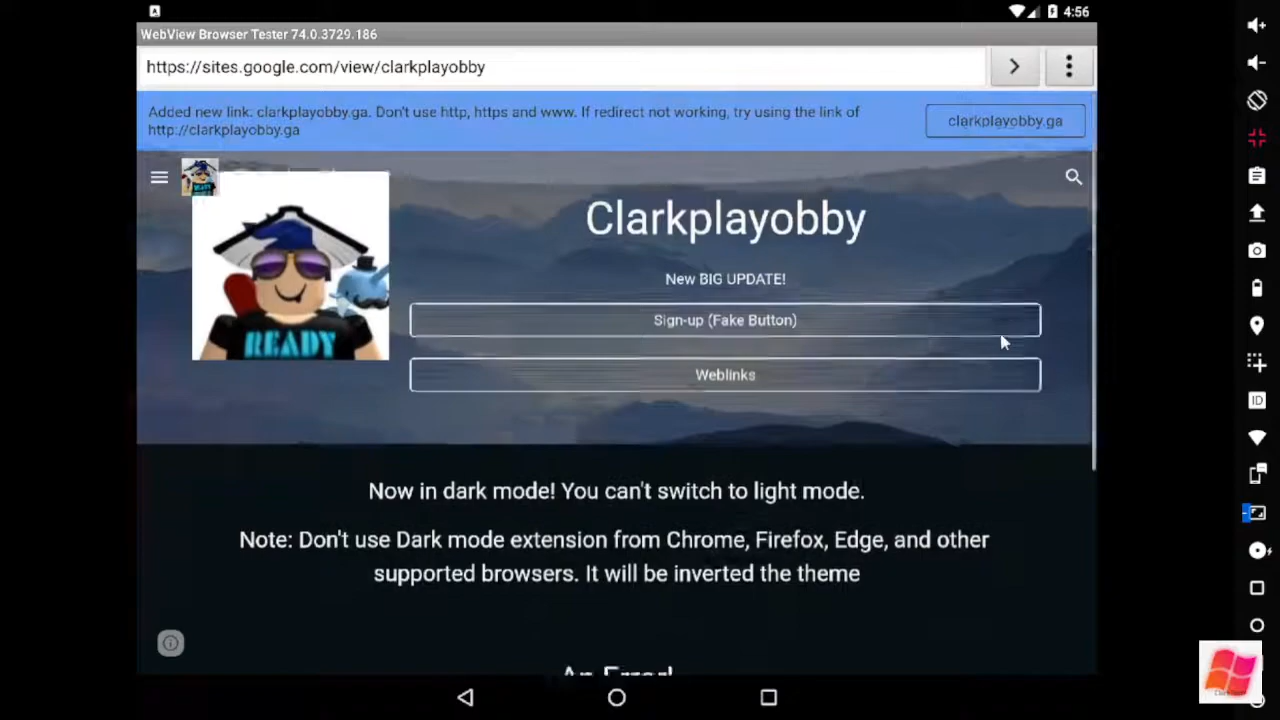 4:56
WebView Browser Tester 74.0.3729.186
https://sites.google.com/view/clarkplayobby
Added new link. clarkplayobby.ga. Don't use http, https and www. If redirect not working, try using the link of
http://clarkplayobby.ga
clarkplayobby.ga
Clarkplayobby
READY
New BIG UPDATE!
Sign-up (Fake Button)
Weblinks
Now in dark mode! You can't switch to light mode.
Note: Don't use Dark mode extension from Chrome, Firefox, Edge, and other
supported browsers. It will be inverted the theme
An Error!
ID